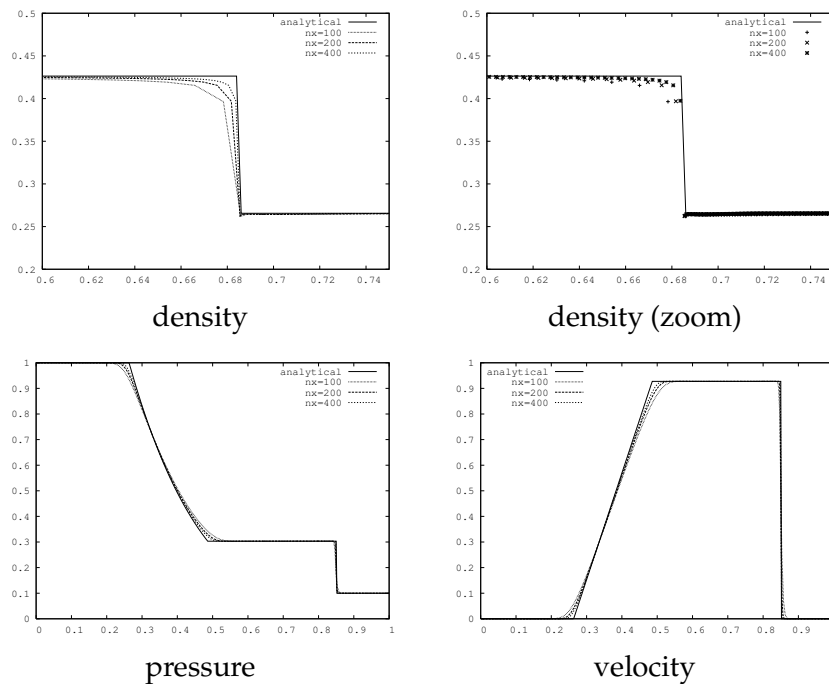 analytical
nx=100
nx=200
nx=400
0.5
0.45
0.4
0.35
0.3
0.25
0.2
0.6 0.62 0.64 0.66 0.68 0.7 0.72 0.74
density
analytical
nx=100
nx=200
nx=400
0.5
0.45
0.4
0.35
0.3
0.25
0.2
0.6 0.62 0.64 0.66 0.68 0.7 0.72 0.74
density (zoom)
analytical
nx=100
nx=200
nx=400
1
0.9
0.8
0.7
0.6
0.5
0.4
0.3
0.2
0.1
0
0 0.1 0.2 0.3 0.4 0.5 0.6 0.7 0.8 0.9 1
pressure
analytical
nx=100
nx=200
nx=400
1
0.9
0.8
0.7
0.6
0.5
0.4
0.3
0.2
0.1
0
0 0.1 0.2 0.3 0.4 0.5 0.6 0.7 0.8 0.9
velocity